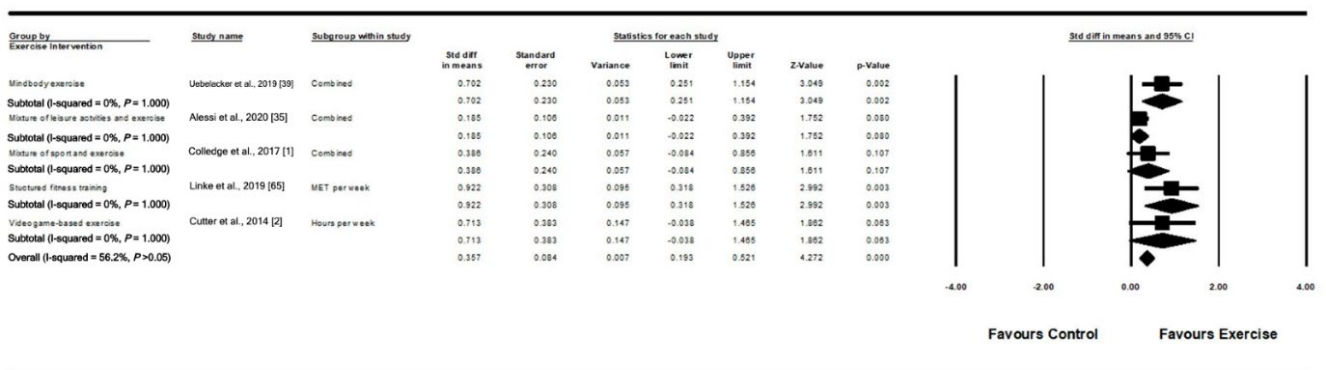 Group by Study name Subgroup within study Statistics for each study Std diff in means and 95% CI
Exercise Intervention
Std diff Standard Lower Upper
in means error Variance limit limit Z-Value p-Value
Mindbody exercise Uebelacker et al., 2019 [39] Combined 0.702 0.230 0.053 0.251 1.154 3.049 0.002
Subtotal (I-squared = 0%, P = 1.000) 0.702 0.230 0.053 0.251 1.154 3.049 0.002
Mixture of leisure activities and exercise Alessi et al., 2020 [35] Combined 0.185 0.106 0.011 -0.022 0.392 1.752 0.080
Subtotal (I-squared = 0%, P = 1.000) 0.185 0.106 0.011 -0.022 0.392 1.752 0.080
Mixture of sport and exercise Colledge et al., 2017 [1] Combined 0.386 0.240 0.057 -0.084 0.856 1.611 0.107
Subtotal (I-squared = 0%, P = 1.000) 0.386 0.240 0.057 -0.084 0.856 1.611 0.107
Stuctured fitness training Linke et al., 2019 [65] MET per week 0.922 0.308 0.095 0.318 1.526 2.992 0.003
Subtotal (I-squared = 0%, P = 1.000) 0.922 0.308 0.095 0.318 1.526 2.992 0.003
Videogame-based exercise Cutter et al., 2014 [2] Hours per week 0.713 0.383 0.147 -0.038 1.465 1.862 0.063
Subtotal (I-squared = 0%, P = 1.000) 0.713 0.383 0.147 -0.038 1.465 1.862 0.063
Overall (I-squared = 56.2%, P >0.05) 0.357 0.084 0.007 0.193 0.521 4.272 0.000
-4.00 -2.00 0.00 2.00 4.00
Favours Control Favours Exercise